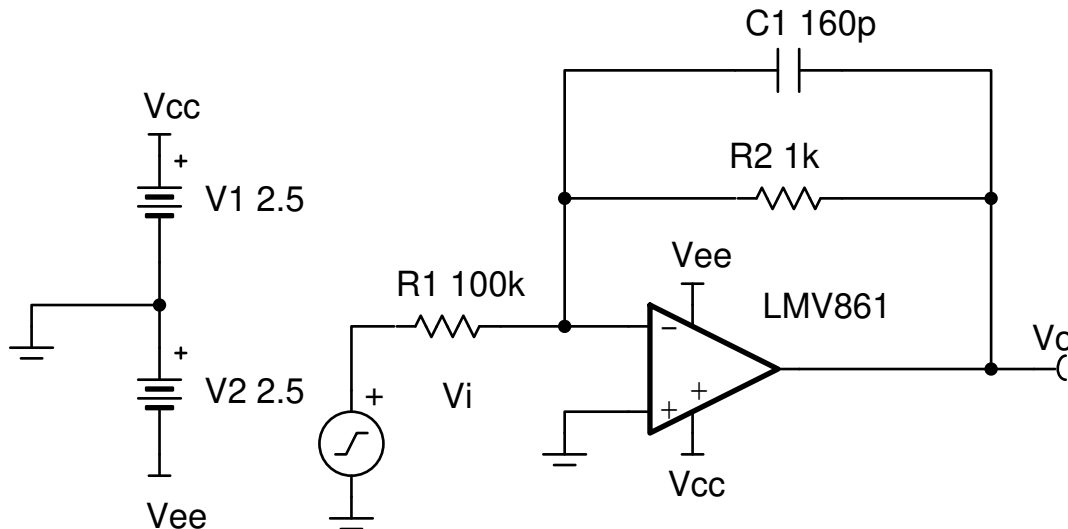 C1 160p
Vcc
+
V1 2.5
R2 1k
Vee
R1 100k
LMV861
+
V2 2.5
+
Vi
−
+
+
Vcc
Vee